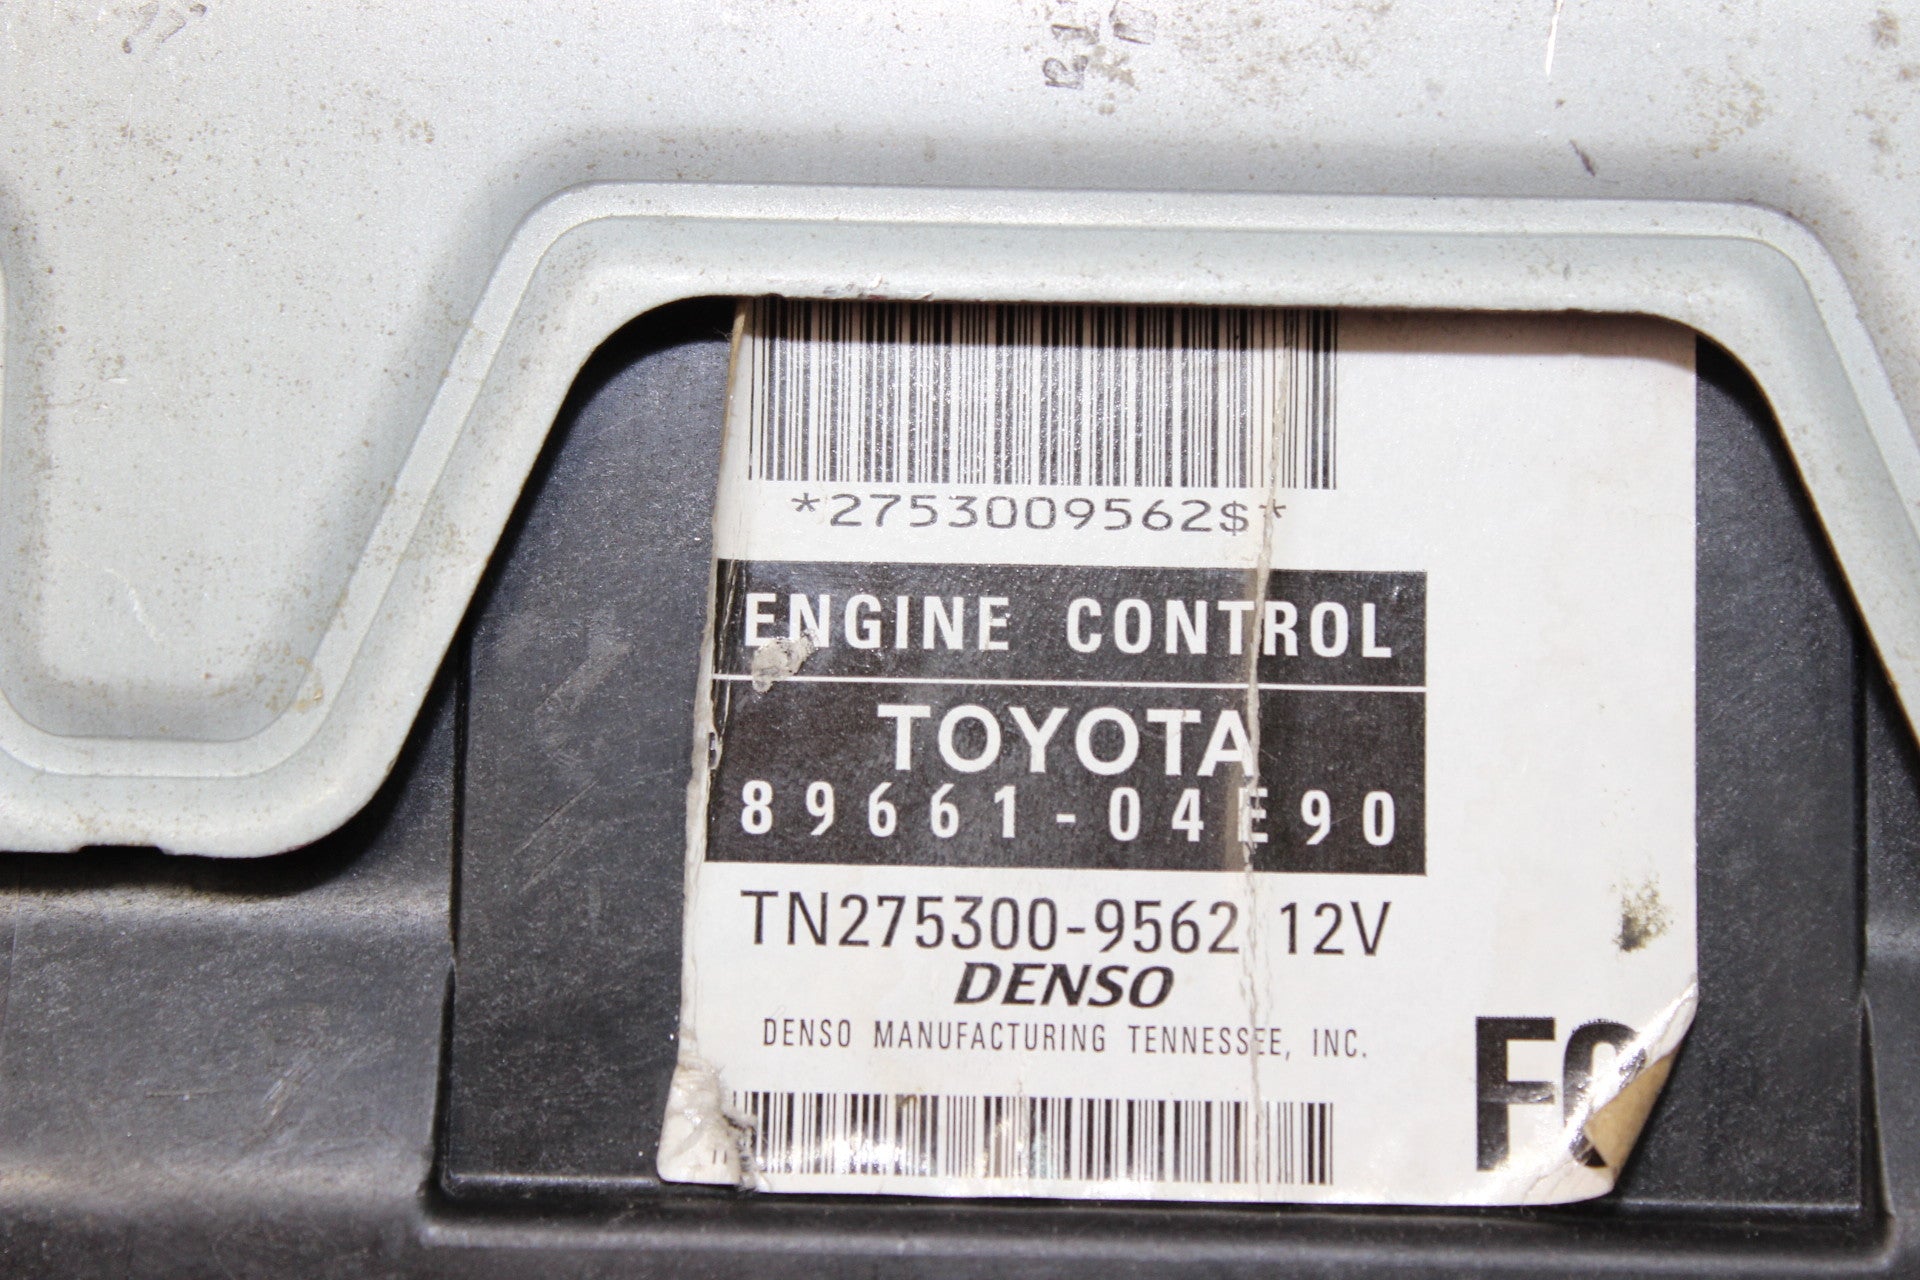 *2753009562$*
ENGINE CONTROL
TOYOTA
89661-04E90
TN275300-9562 12V
DENSO
DENSO MANUFACTURING TENNESSEE, INC.